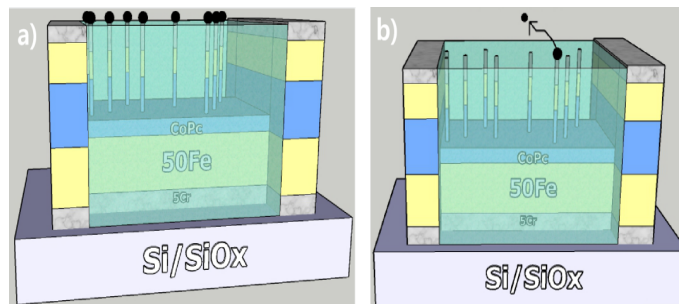 a)
CoPc
50Fe
5Cr
Si/SiOx
b)
CoPc
50Fe
5Cr
Si/SiOx